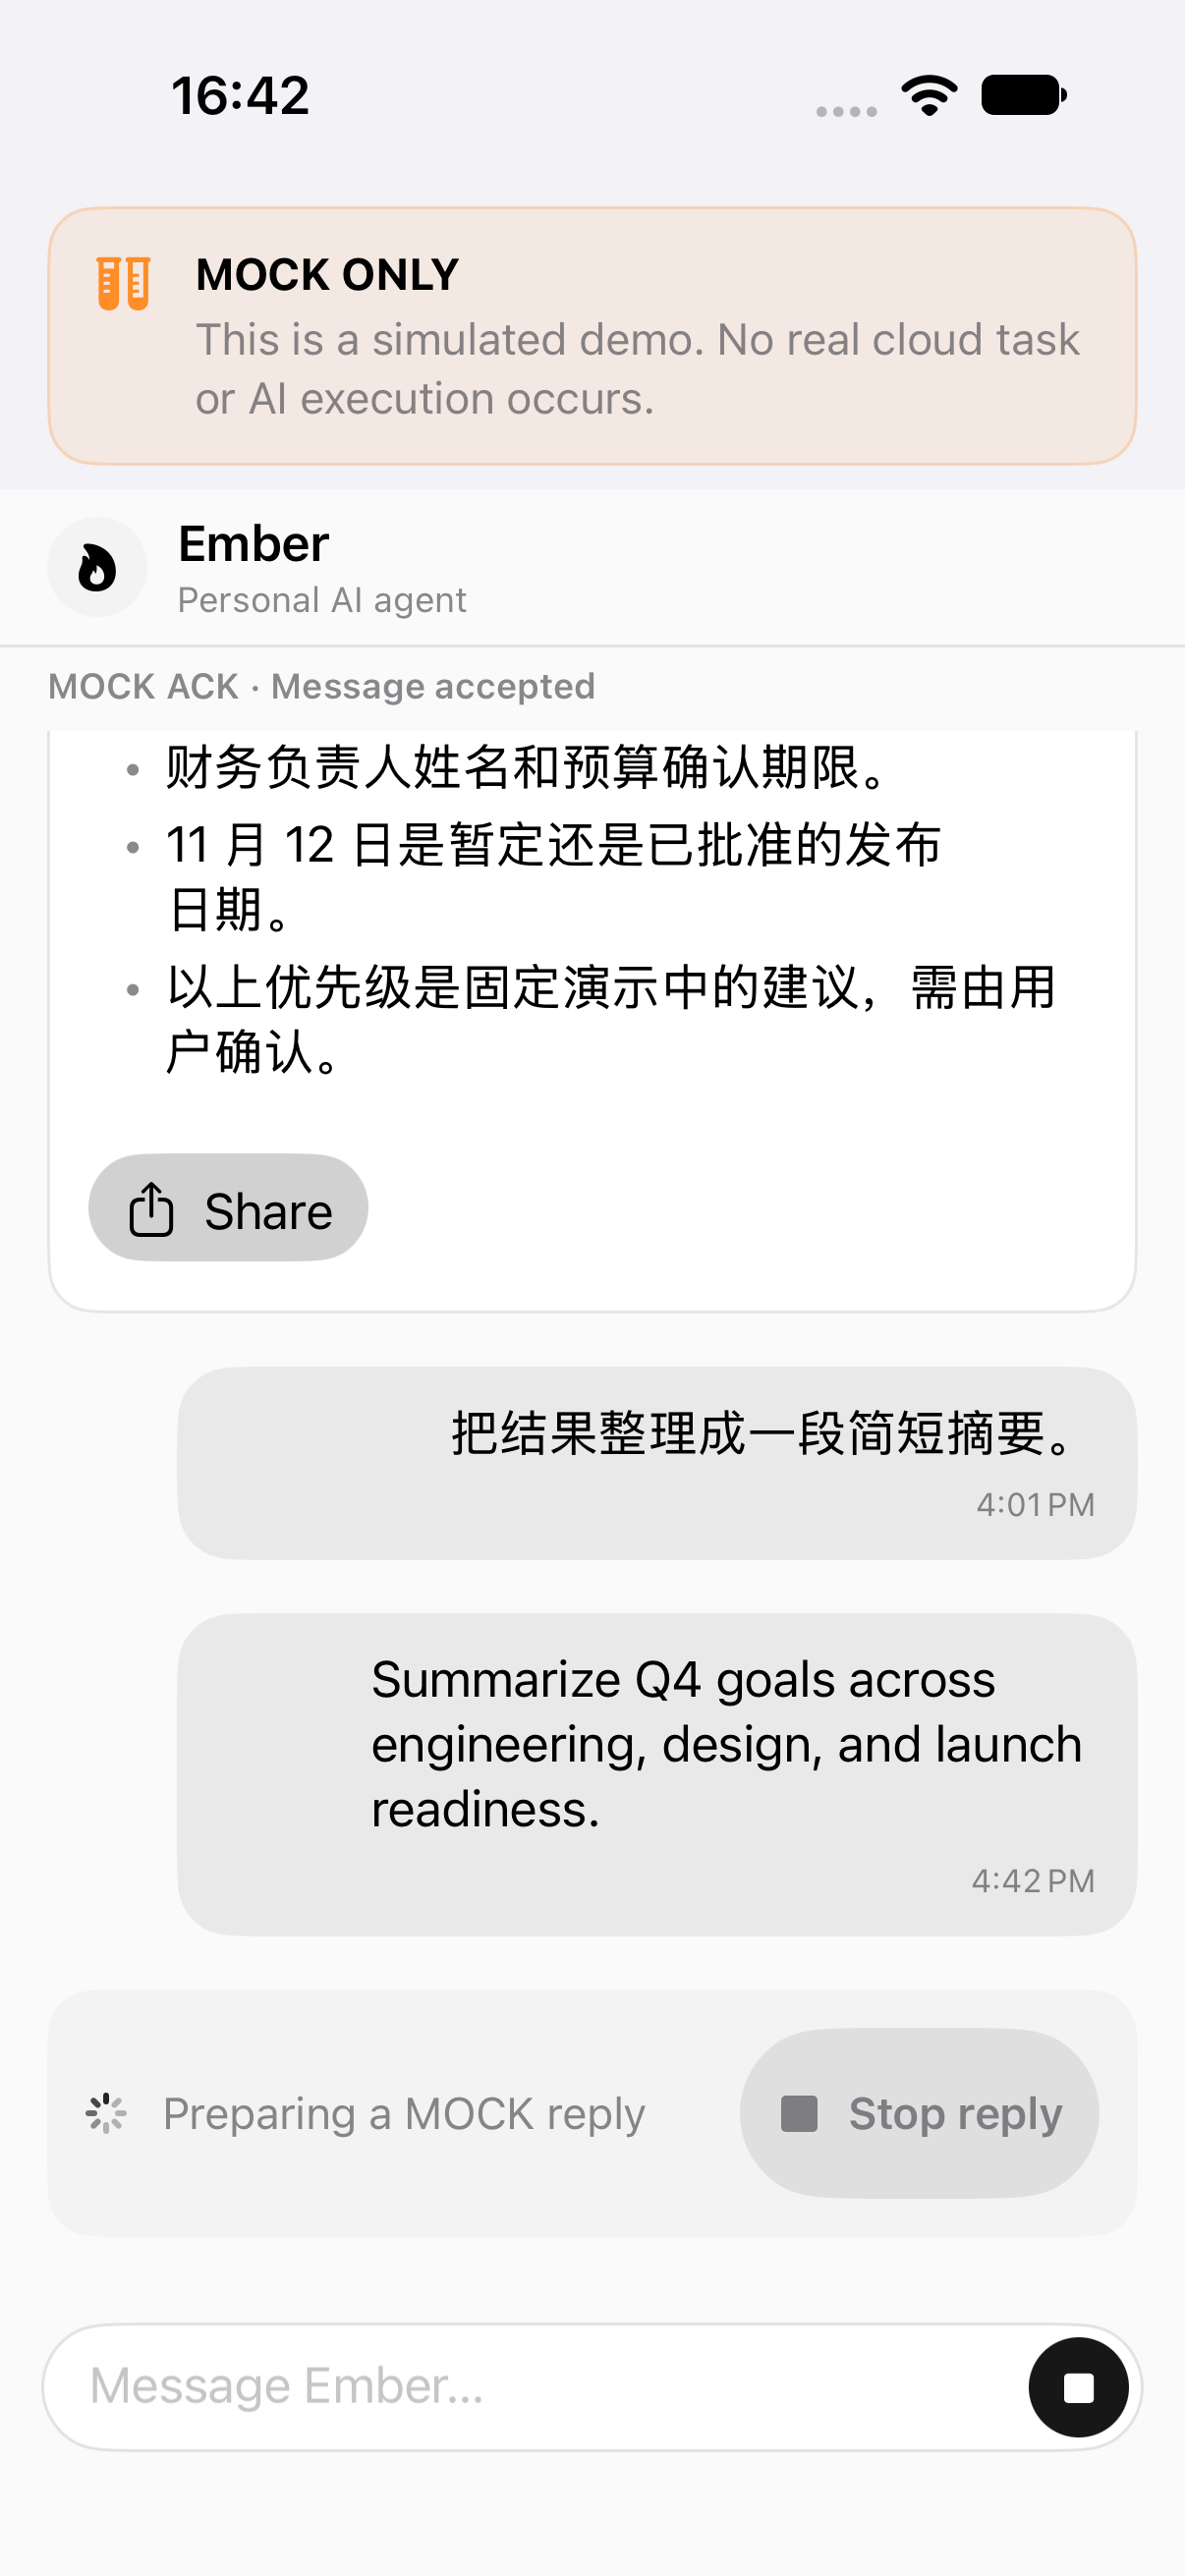 16:42
MOCK ONLY
This is a simulated demo. No real cloud task
or AI execution occurs.
Ember
Personal AI agent
MOCK ACK · Message accepted
• 财务负责人姓名和预算确认期限。
• 11 月 12 日是暂定还是已批准的发布
日期。
• 以上优先级是固定演示中的建议，需由用
户确认。
Share
把结果整理成一段简短摘要。
4:01 PM
Summarize Q4 goals across
engineering, design, and launch
readiness.
4:42 PM
Preparing a MOCK reply
Stop reply
Message Ember...